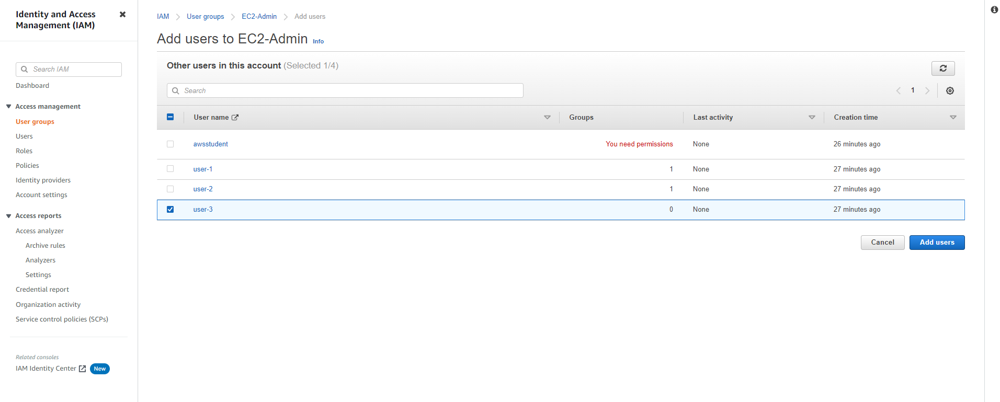 Identity and Access
Management (IAM)
Search IAM
Dashboard
Access management
User groups
Users
Roles
Policies
Identity providers
Account settings
Access reports
Access analyzer
Archive rules
Analyzers
Settings
Credential report
Organization activity
Service control policies (SCPs)
Related consoles
IAM Identity Center New
IAM User groups EC2-Admin Add users
Add users to EC2-Admin Info
Other users in this account (Selected 1/4)
Search
1
User name Groups Last activity Creation time
awsstudent You need permissions None 26 minutes ago
user-1 1 None 27 minutes ago
user-2 1 None 27 minutes ago
user-3 0 None 27 minutes ago
Cancel Add users